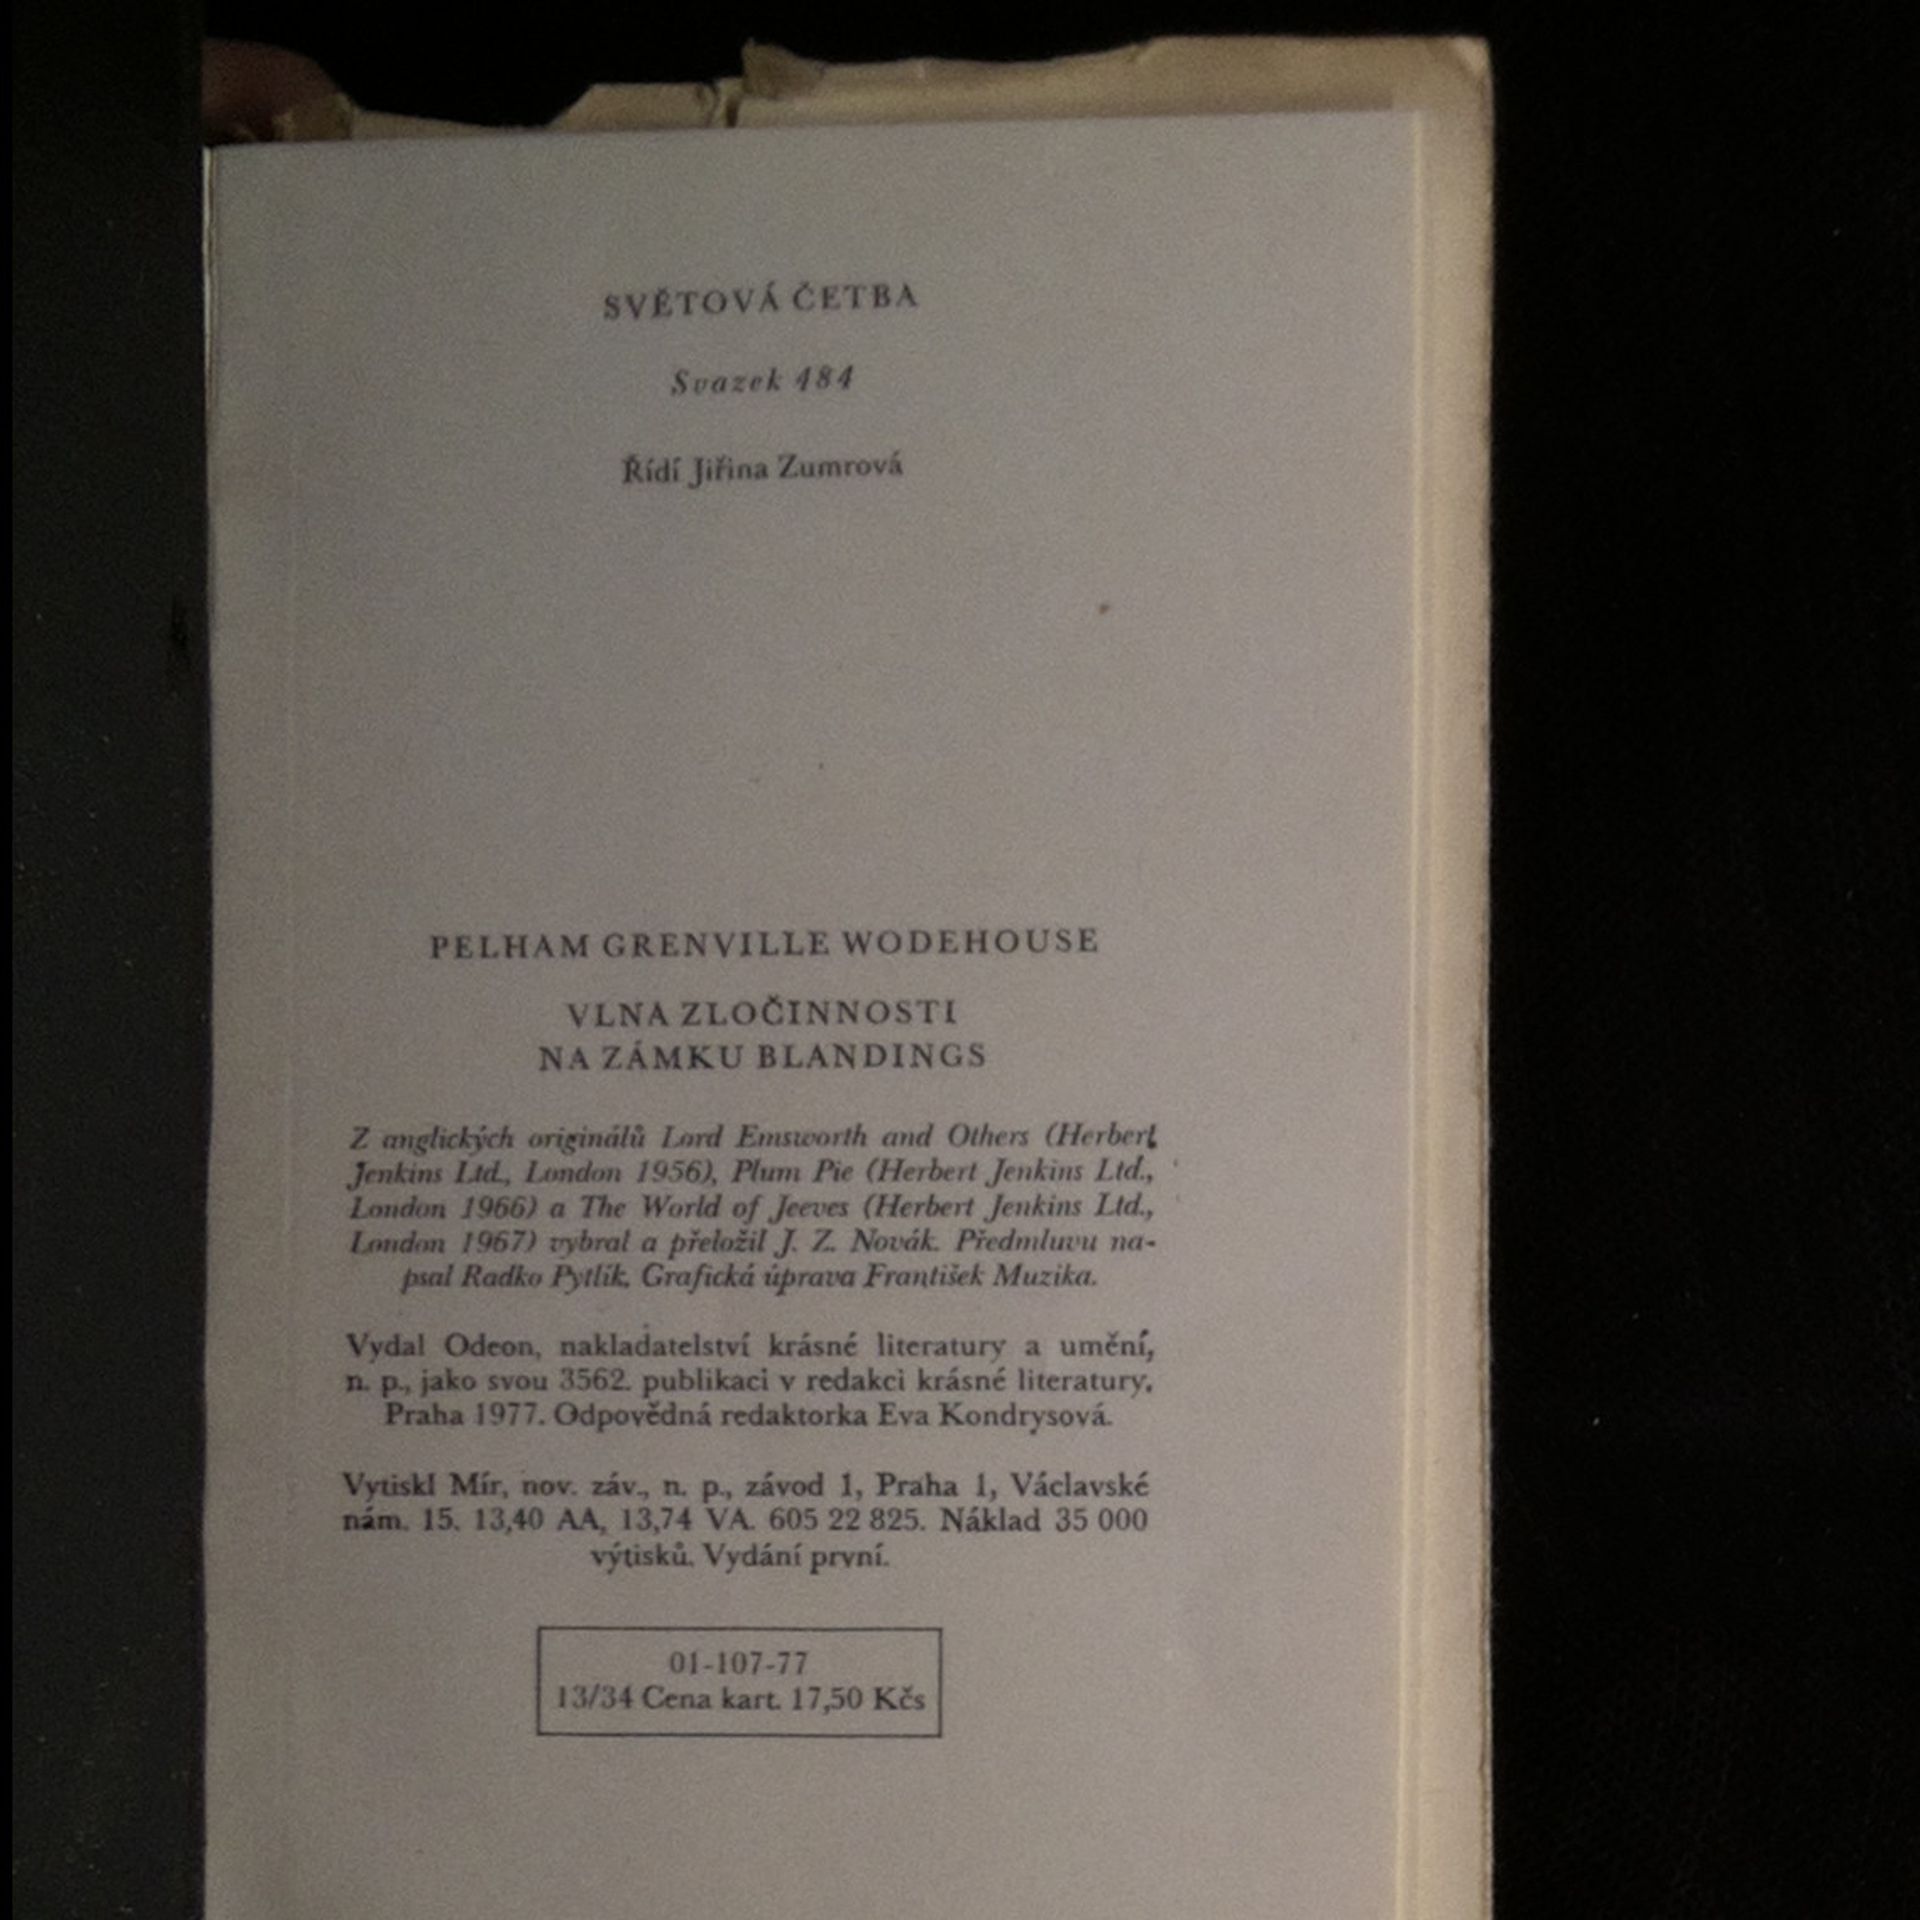 SVĚTOVÁ ČETBA
Svazek 484
Řídí Jiřina Zumrová
PELHAM GRENVILLE WODEHOUSE
VLNA ZLOČINNOSTI
NA ZÁMKU BLANDINGS
Z anglických originálů Lord Emsworth and Others (Herbert
Jenkins Ltd., London 1956), Plum Pie (Herbert Jenkins Ltd.,
London 1966) a The World of Jeeves (Herbert Jenkins Ltd.,
London 1967) vybral a přeložil J. Z. Novák. Předmluvu na-
psal Radko Pytlík. Grafická úprava František Muzika.
Vydal Odeon, nakladatelství krásné literatury a umění,
n. p., jako svou 3562. publikaci v redakci krásné literatury.
Praha 1977. Odpovědná redaktorka Eva Kondrysová.
Vytiskl Mír, nov. záv., n. p., závod 1, Praha 1, Václavské
nám. 15. 13,40 AA, 13,74 VA. 605 22 825. Náklad 35 000
výtisků. Vydání první.
01-107-77
13/34 Cena kart. 17,50 Kčs